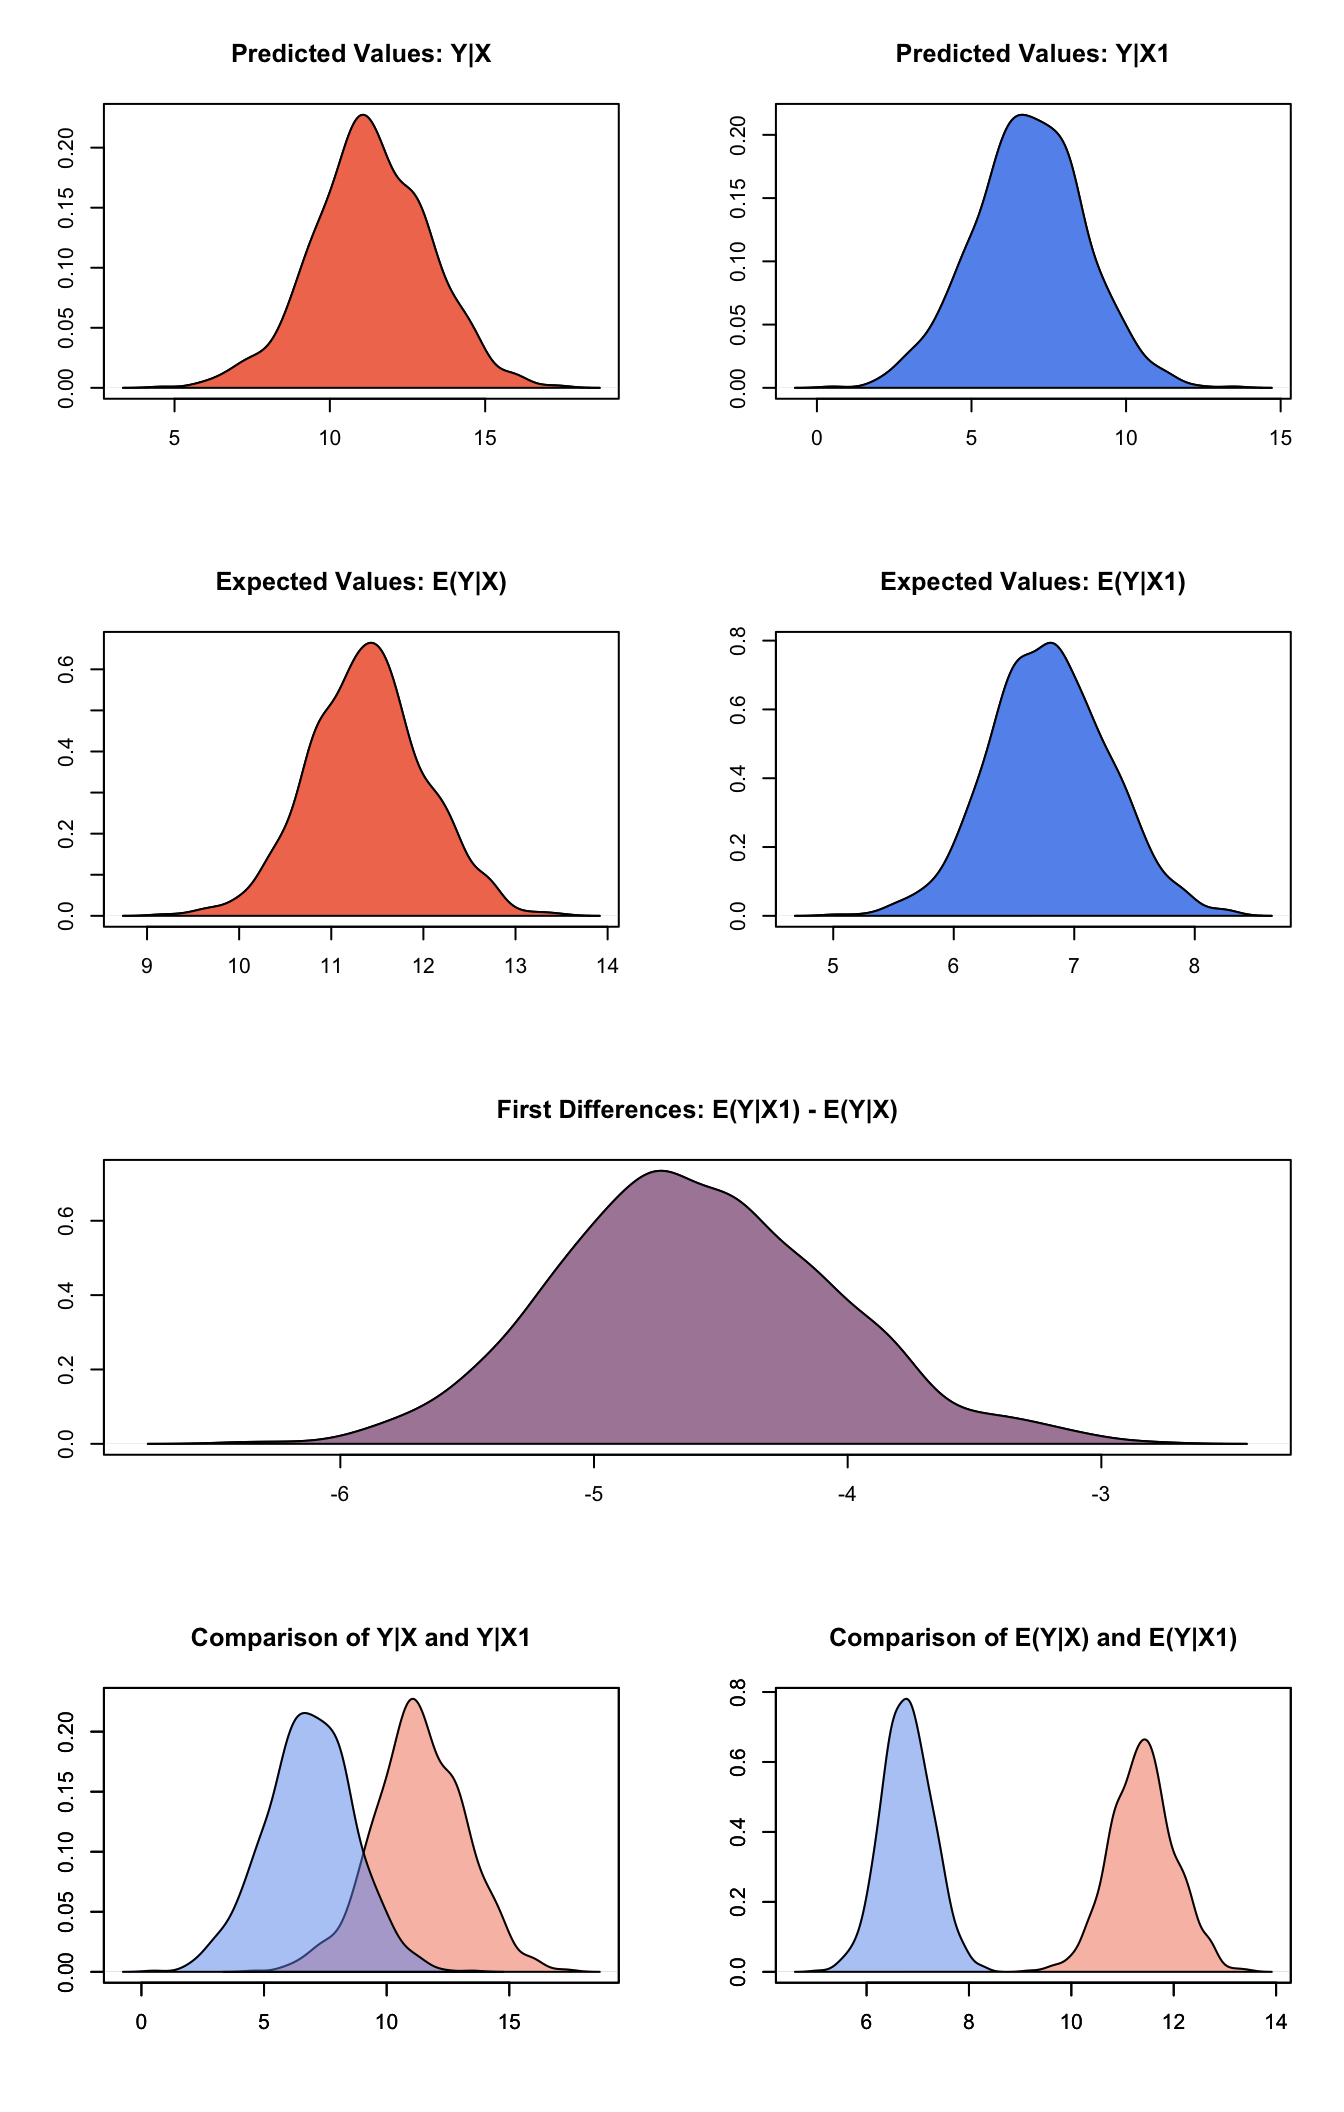 Predicted Values: Y|X
0.20
0.15
0.10
0.05
0.00
5 10 15
Predicted Values: Y|X1
0.20
0.15
0.10
0.05
0.00
0 5 10 15
Expected Values: E(Y|X)
0.6
0.4
0.2
0.0
9 10 11 12 13 14
Expected Values: E(Y|X1)
0.8
0.6
0.4
0.2
0.0
5 6 7 8
First Differences: E(Y|X1) - E(Y|X)
0.6
0.4
0.2
0.0
-6 -5 -4 -3
Comparison of Y|X and Y|X1
0.20
0.15
0.10
0.05
0.00
0 5 10 15
Comparison of E(Y|X) and E(Y|X1)
0.8
0.6
0.4
0.2
0.0
6 8 10 12 14